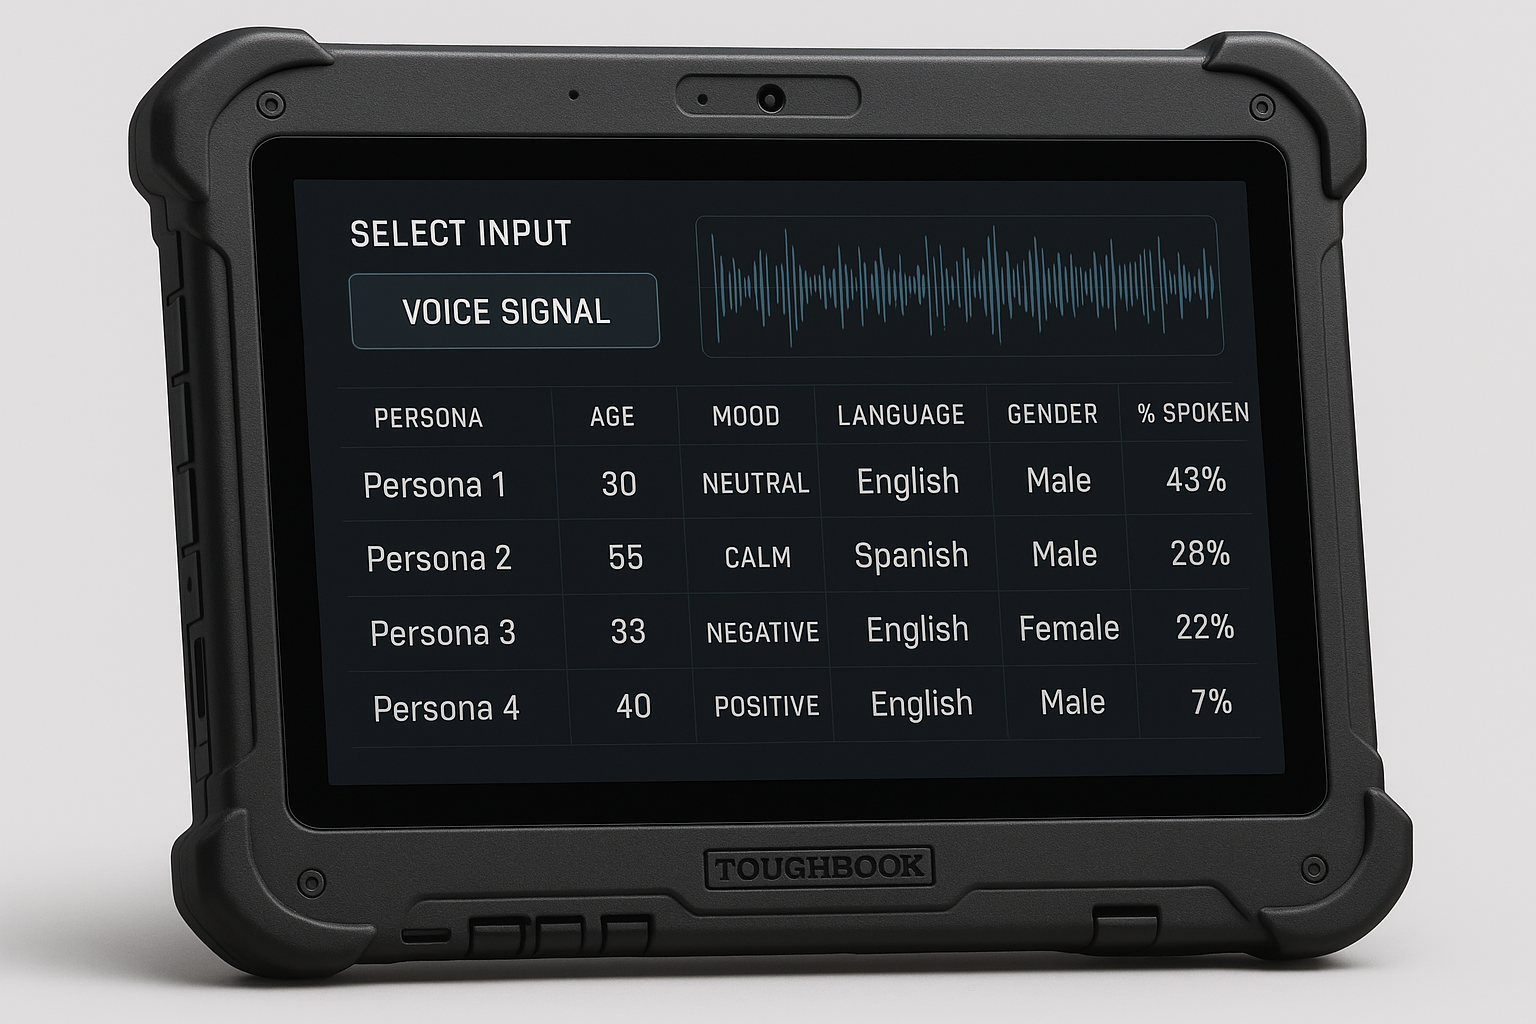 SELECT INPUT
VOICE SIGNAL
PERSONA AGE MOOD LANGUAGE GENDER % SPOKEN
Persona 1 30 NEUTRAL English Male 43%
Persona 2 55 CALM Spanish Male 28%
Persona 3 33 NEGATIVE English Female 22%
Persona 4 40 POSITIVE English Male 7%
TOUGHBOOK